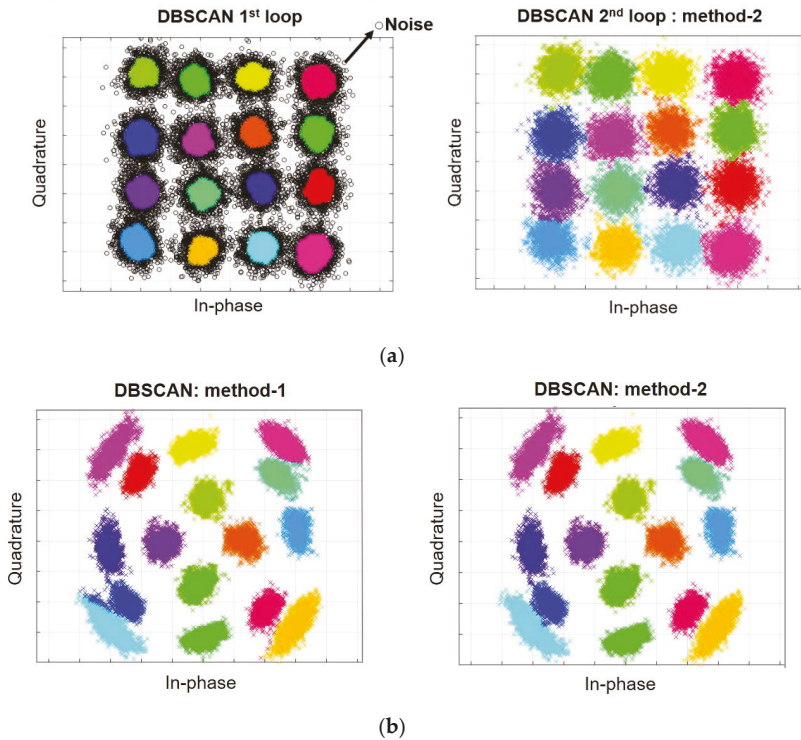 DBSCAN 1st loop
Noise
DBSCAN 2nd loop : method-2
Quadrature
Quadrature
In-phase
In-phase
(a)
DBSCAN: method-1
DBSCAN: method-2
Quadrature
Quadrature
In-phase
In-phase
(b)